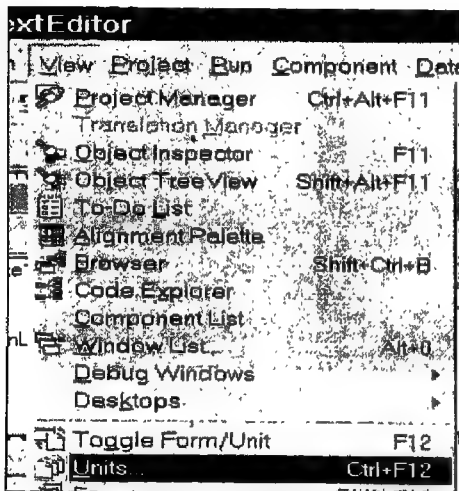 extEditor
View Project Run Component Data
Project Manager Ctrl+Alt+F11
Translation Manager
Object Inspector F11
Object TreeView Shift+Alt+F11
To-Do List
Alignment Palette
Browser Shift+Ctrl+B
Code Explorer
Component List
Window List... Alt+0
Debug Windows
Desktops
Toggle Form/Unit F12
Units... Ctrl+F12